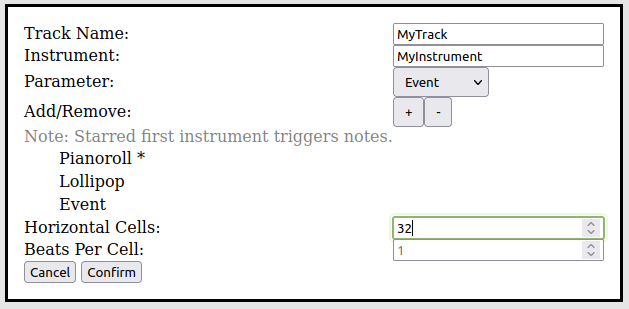 Track Name: MyTrack
Instrument: MyInstrument
Parameter: Event
Add/Remove: + -
Note: Starred first instrument triggers notes.
Pianoroll *
Lollipop
Event
Horizontal Cells: 32
Beats Per Cell: 1
Cancel Confirm